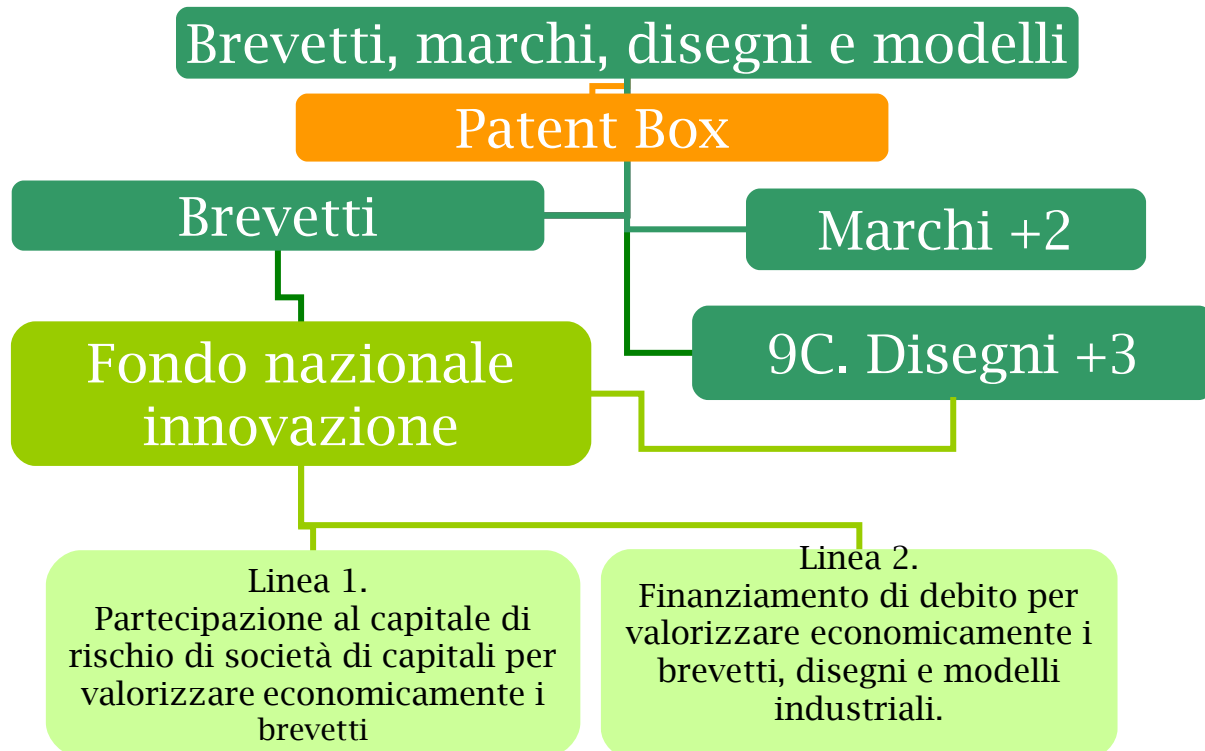 Brevetti, marchi, disegni e modelli
Patent Box
Brevetti
Marchi +2
9C. Disegni +3
Fondo nazionale
innovazione
Linea 1.
Partecipazione al capitale di
rischio di società di capitali per
valorizzare economicamente i
brevetti
Linea 2.
Finanziamento di debito per
valorizzare economicamente i
brevetti, disegni e modelli
industriali.